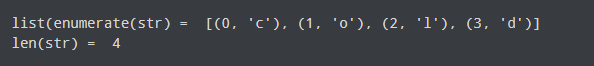 list(enumerate(str) =  [(0, 'c'), (1, 'o'), (2, 'l'), (3, 'd')]
len(str) =  4